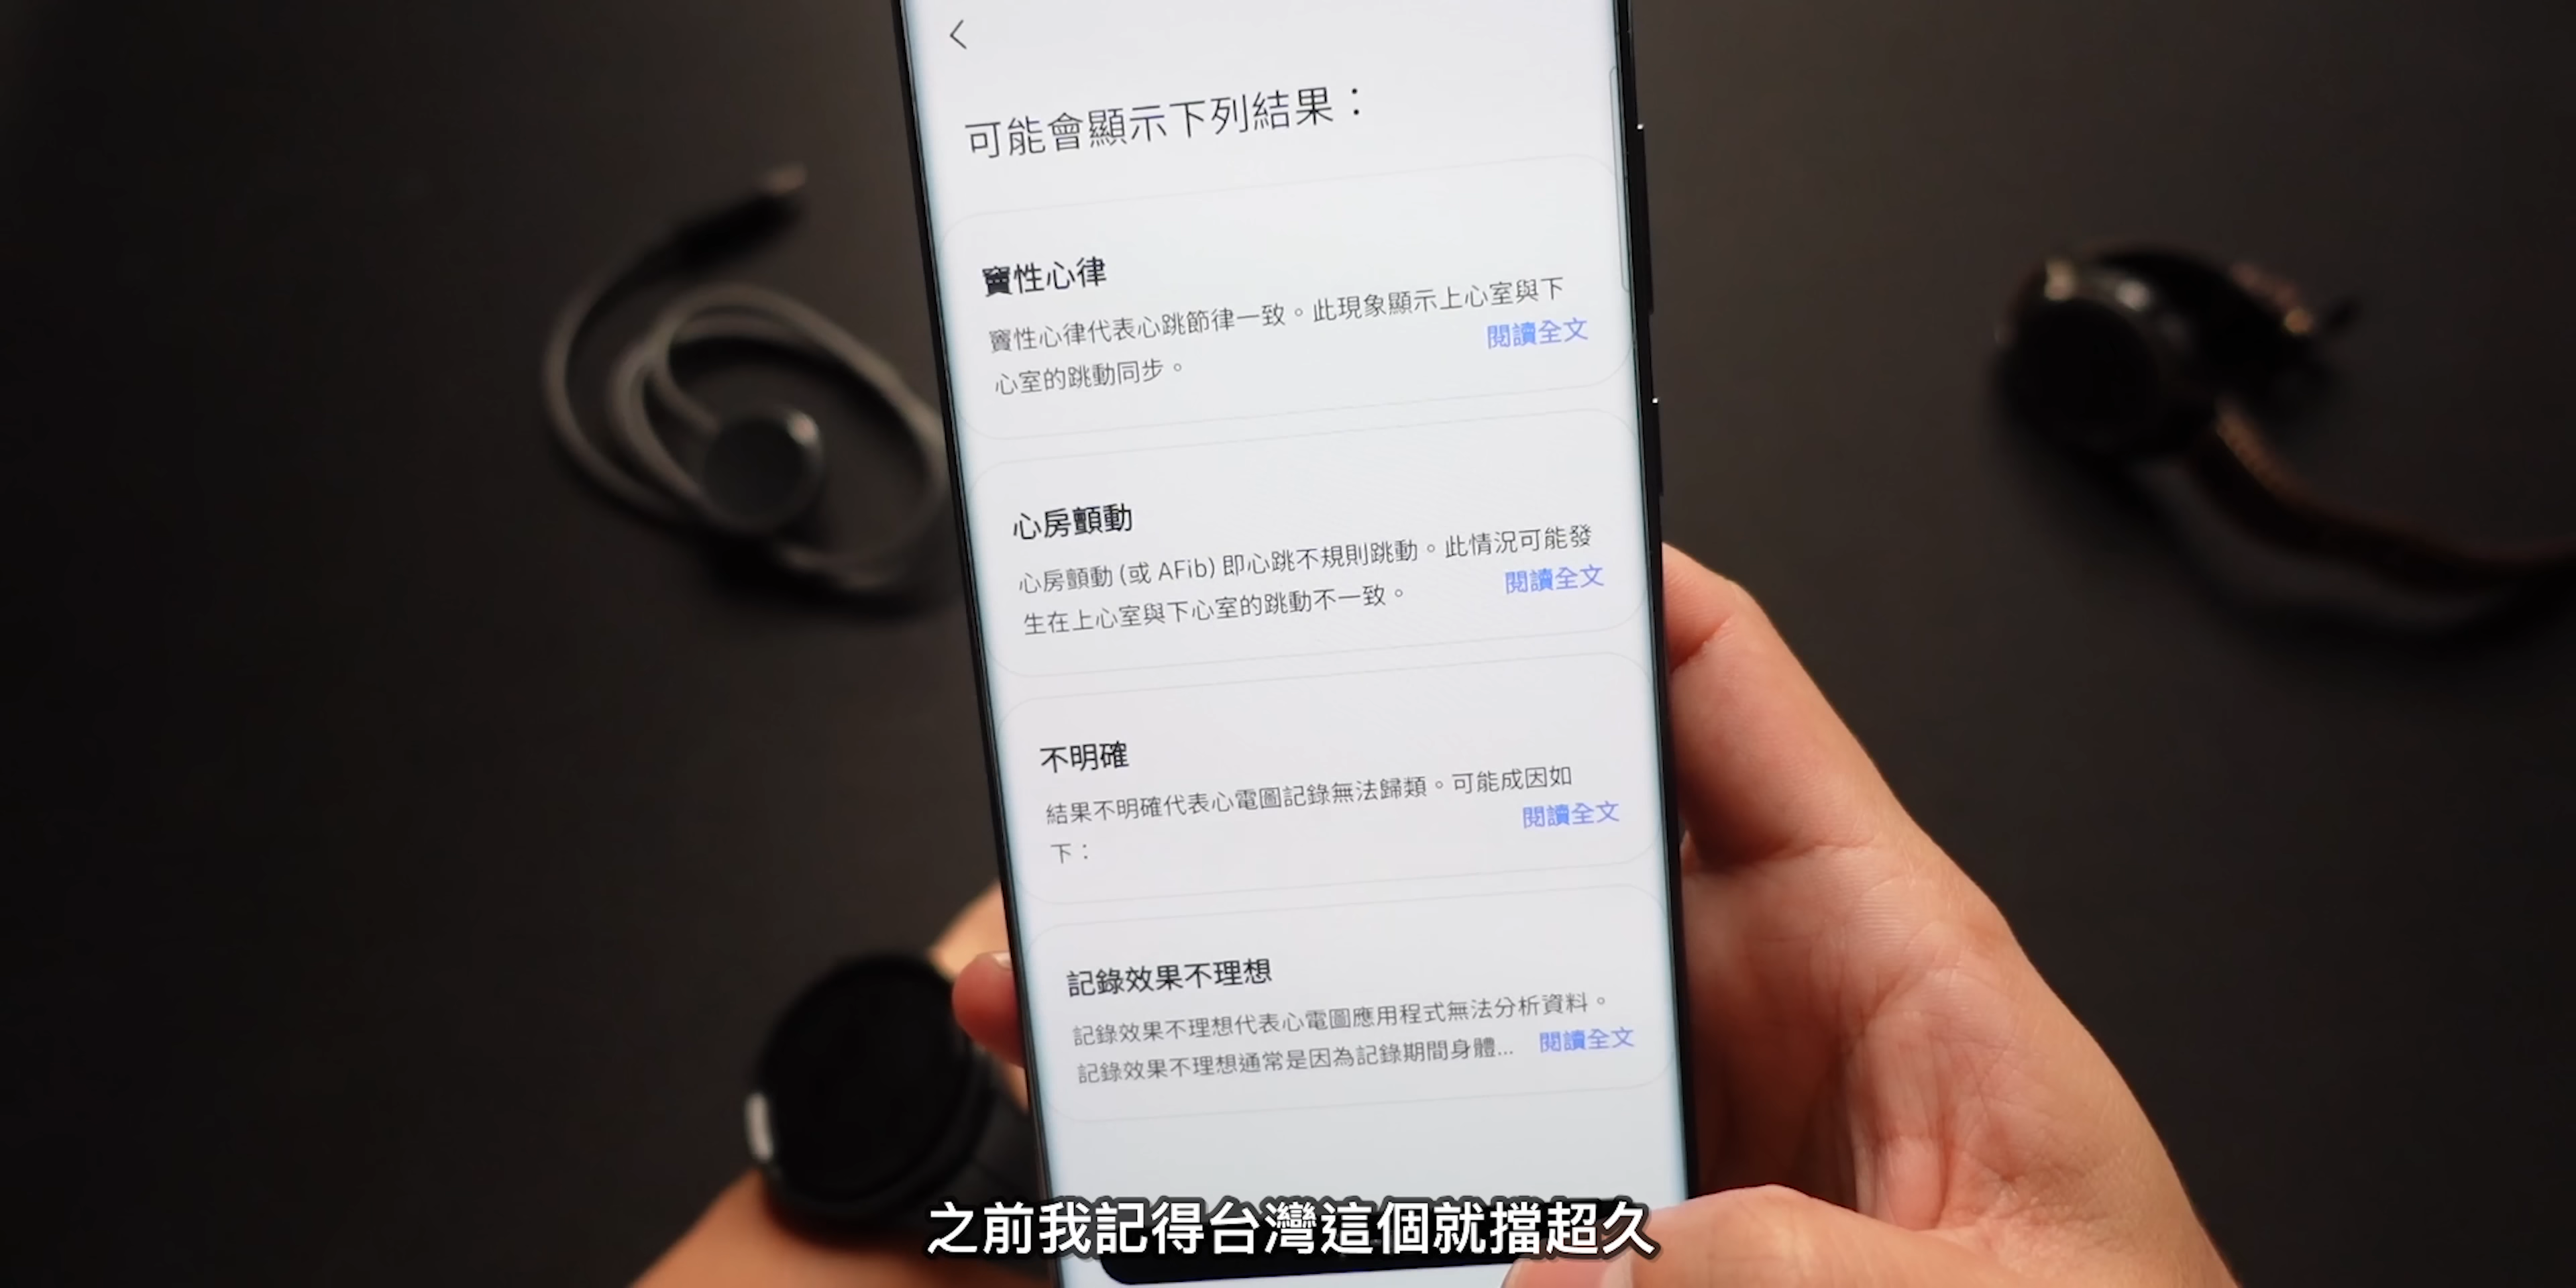 可能會顯示下列結果：
竇性心律
竇性心律代表心跳節律一致。此現象顯示上心室與下
心室的跳動同步。
閱讀全文
心房顫動
心房顫動 (或 AFib) 即心跳不規則跳動。此情況可能發
生在上心室與下心室的跳動不一致。
閱讀全文
不明確
結果不明確代表心電圖記錄無法歸類。可能成因如
下：
閱讀全文
記錄效果不理想
記錄效果不理想代表心電圖應用程式無法分析資料。
記錄效果不理想通常是因為記錄期間身體... 閱讀全文
之前我記得台灣這個就擋超久